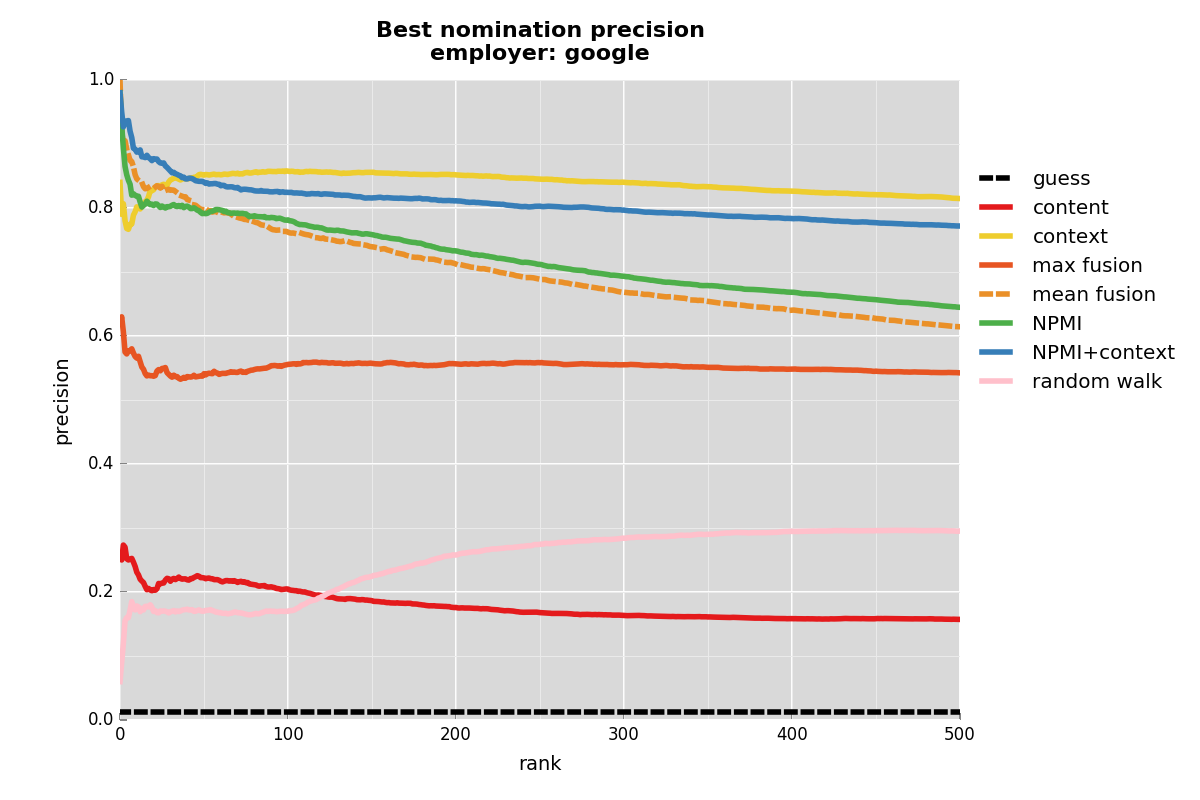 Best nomination precision
employer: google
precision
1.0
0.8
0.6
0.4
0.2
0.0
0 100 200 300 400 500
rank
guess
content
context
max fusion
mean fusion
NPMI
NPMI+context
random walk